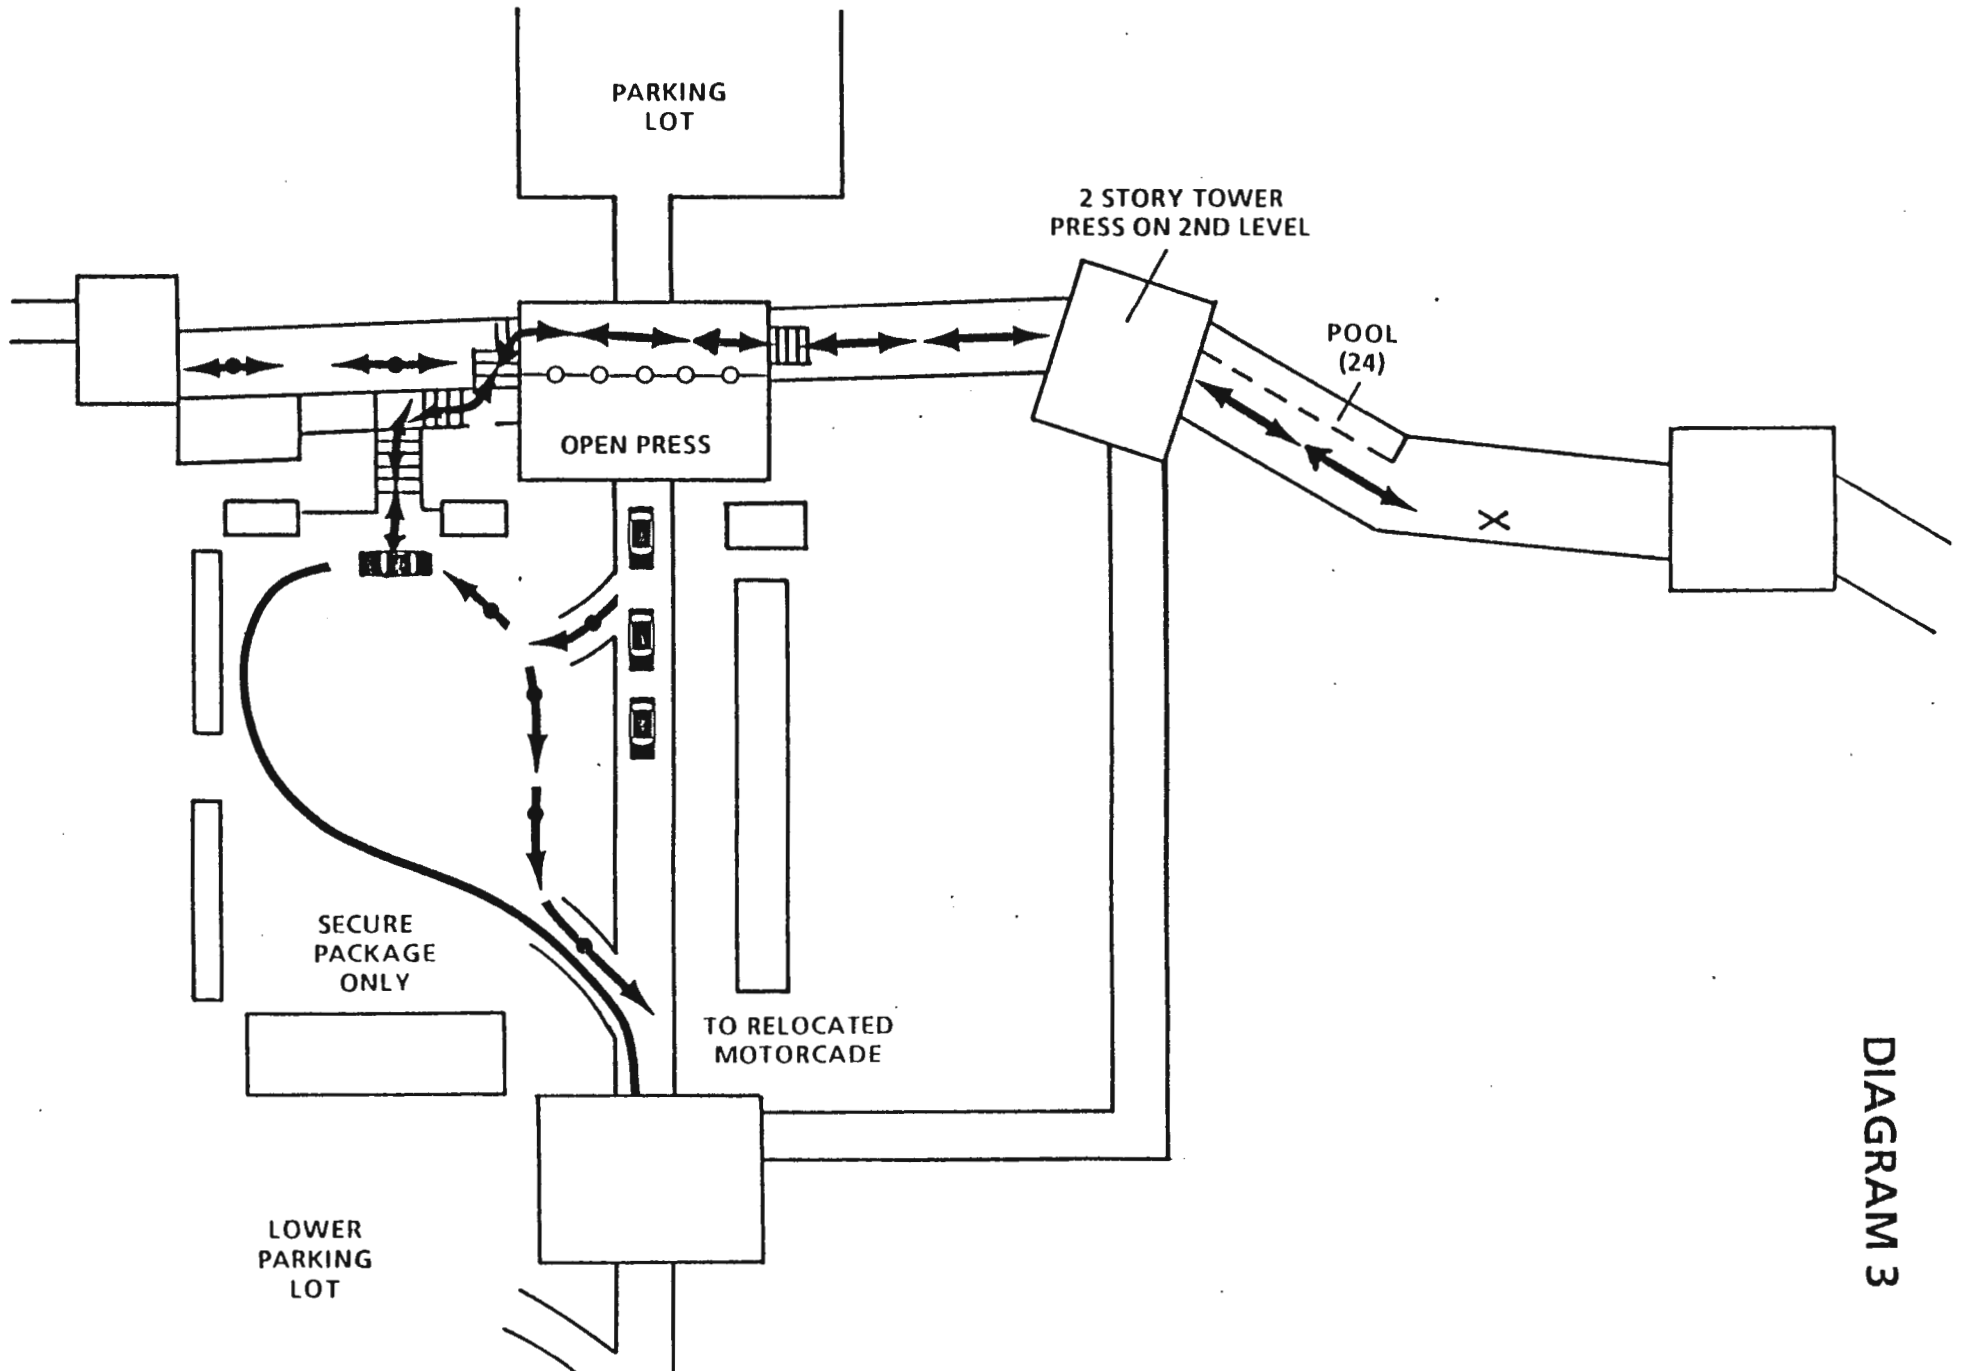 PARKING
LOT
2 STORY TOWER
PRESS ON 2ND LEVEL
POOL
(24)
OPEN PRESS
SECURE
PACKAGE
ONLY
TO RELOCATED
MOTORCADE
LOWER
PARKING
LOT
DIAGRAM 3